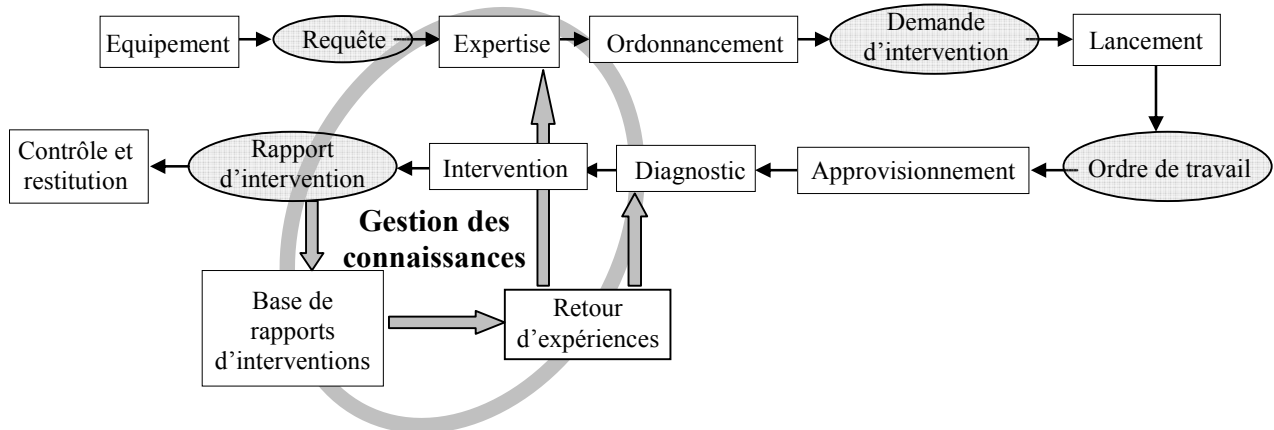 Equipement
Requête
Expertise
Ordonnancement
Demande
d'intervention
Lancement
Contrôle et
restitution
Rapport
d'intervention
Intervention
Diagnostic
Approvisionnement
Ordre de travail
Gestion des
connaissances
Base de
rapports
d'interventions
Retour
d'expériences